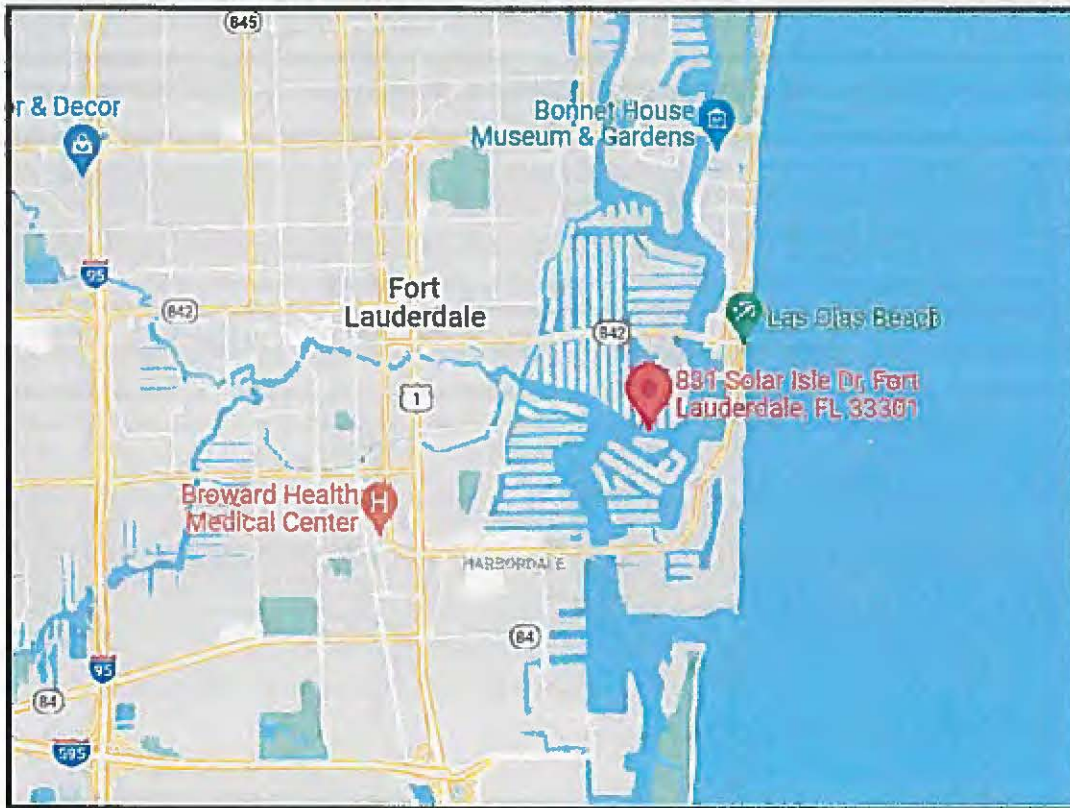 845
r & Decor
Bonnet House
Museum & Gardens
95
842
Fort
Lauderdale
842
Las Olas Beach
1
Solar Isle Dr, Fort
Lauderdale, FL 33301
Broward Health
Medical Center
H
HARBORDALE
84
95
84
595